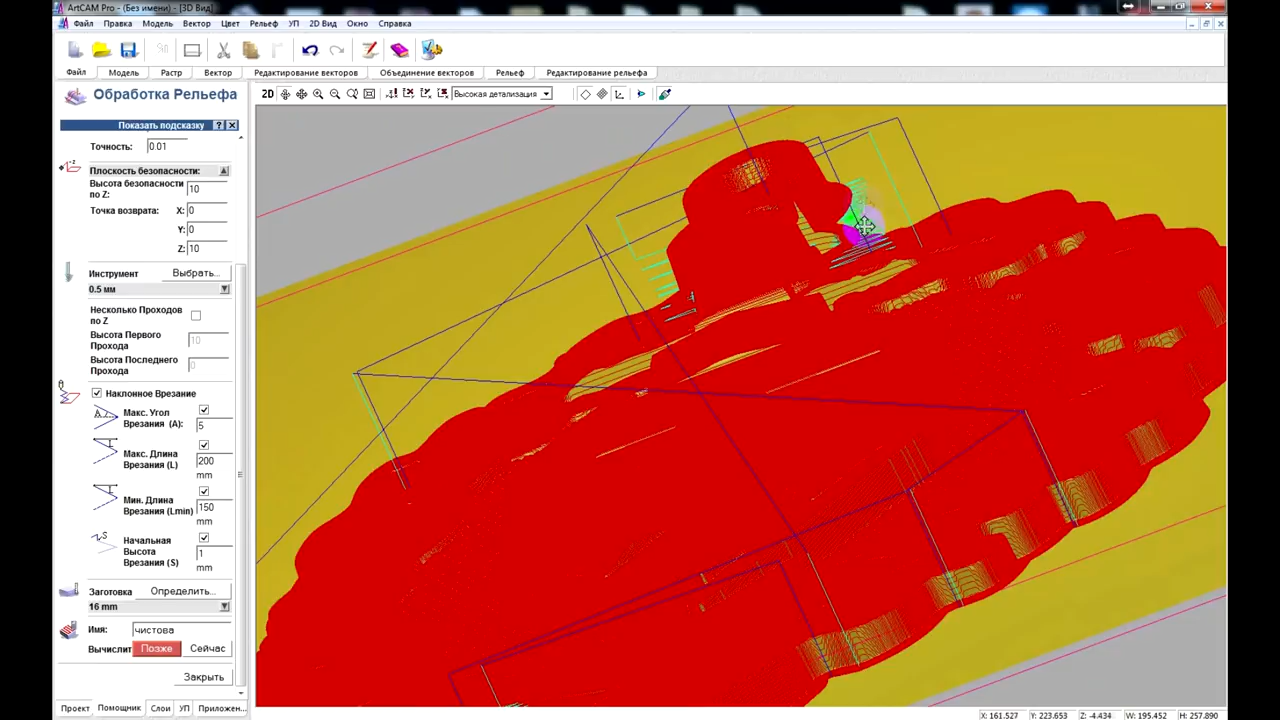 ArtCAM Pro - (Без имени) - [3D Вид]
Файл Правка Модель Вектор Цвет Рельеф УП 2D Вид Окно Справка
Файл Модель Растр Вектор Редактирование векторов Объединение векторов Рельеф Редактирование рельефа
Обработка Рельефа
2D Высокая детализация
Показать подсказку
Точность: 0.01
Плоскость безопасности:
Высота безопасности по Z: 10
Точка возврата: X: 0
Y: 0
Z: 10
Инструмент Выбрать...
0.5 мм
Несколько Проходов по Z
Высота Первого Прохода 10
Высота Последнего Прохода 0
Наклонное Врезание
Макс. Угол Врезания (A): 5
Макс. Длина Врезания (L) 200 mm
Мин. Длина Врезания (Lmin) 150 mm
Начальная Высота Врезания (S) 1 mm
Заготовка Определить...
16 mm
Имя: чистова
Вычислит Позже Сейчас
Закрыть
Проект Помощник Слои УП Приложен...
X: 161.527 Y: 223.653 Z: -4.434 W: 195.452 H: 257.890